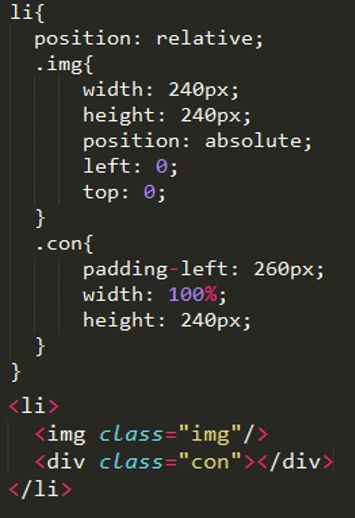 li{
position: relative;
.img{
width: 240px;
height: 240px;
position: absolute;
left: 0;
top: 0;
}
.con{
padding-left: 260px;
width: 100%;
height: 240px;
}
}
<li>
<img class="img"/>
<div class="con"></div>
</li>